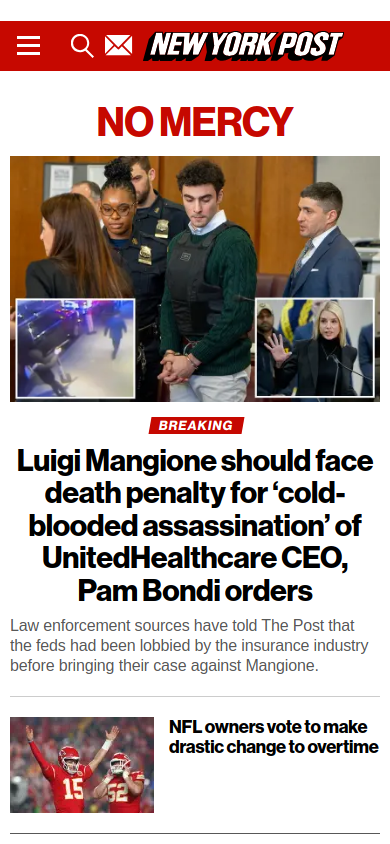 NEW YORK POST
NO MERCY
BREAKING
Luigi Mangione should face
death penalty for ‘cold-
blooded assassination’ of
UnitedHealthcare CEO,
Pam Bondi orders
Law enforcement sources have told The Post that
the feds had been lobbied by the insurance industry
before bringing their case against Mangione.
NFL owners vote to make
drastic change to overtime
15
52